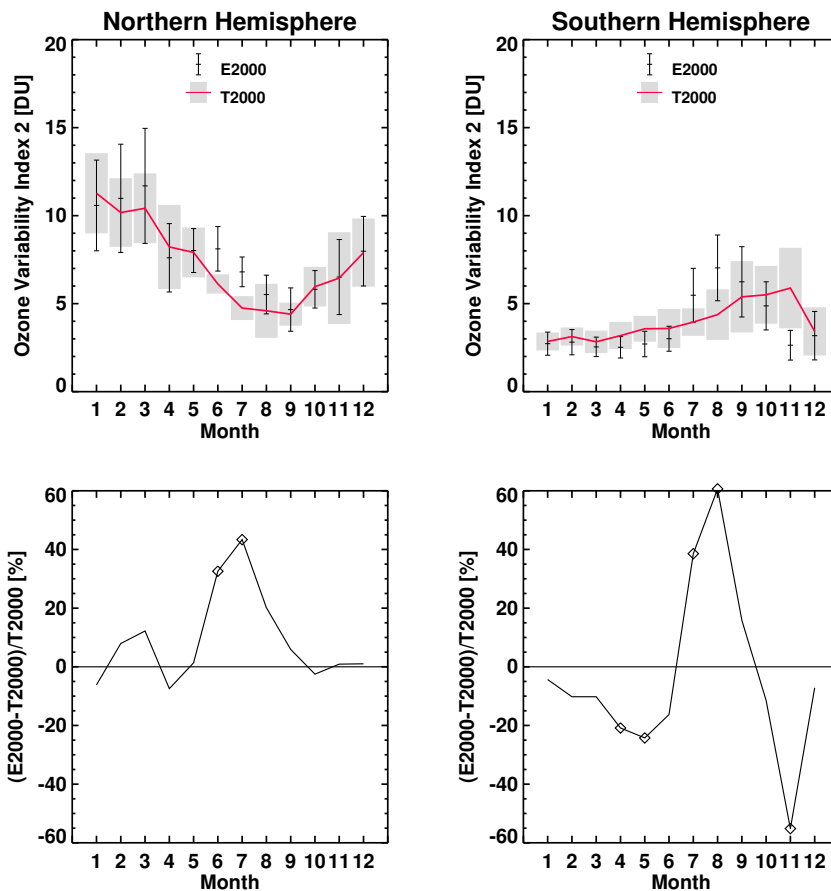 Northern Hemisphere
Ozone Variability Index 2 [DU]
20
15
10
5
0
E2000
T2000
1 2 3 4 5 6 7 8 9 10 11 12
Month
Southern Hemisphere
Ozone Variability Index 2 [DU]
20
15
10
5
0
E2000
T2000
1 2 3 4 5 6 7 8 9 10 11 12
Month
(E2000-T2000)/T2000 [%]
60
40
20
0
-20
-40
-60
1 2 3 4 5 6 7 8 9 10 11 12
Month
(E2000-T2000)/T2000 [%]
60
40
20
0
-20
-40
-60
1 2 3 4 5 6 7 8 9 10 11 12
Month